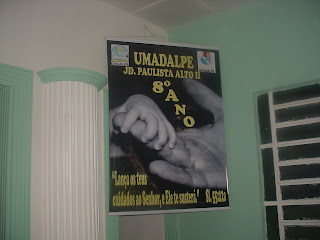 UMADALPE
JD. PAULISTA ALTO II
8º ANO
"Lança os teus
cuidados ao Senhor, e Ele te susterá."
Sl. 55:22